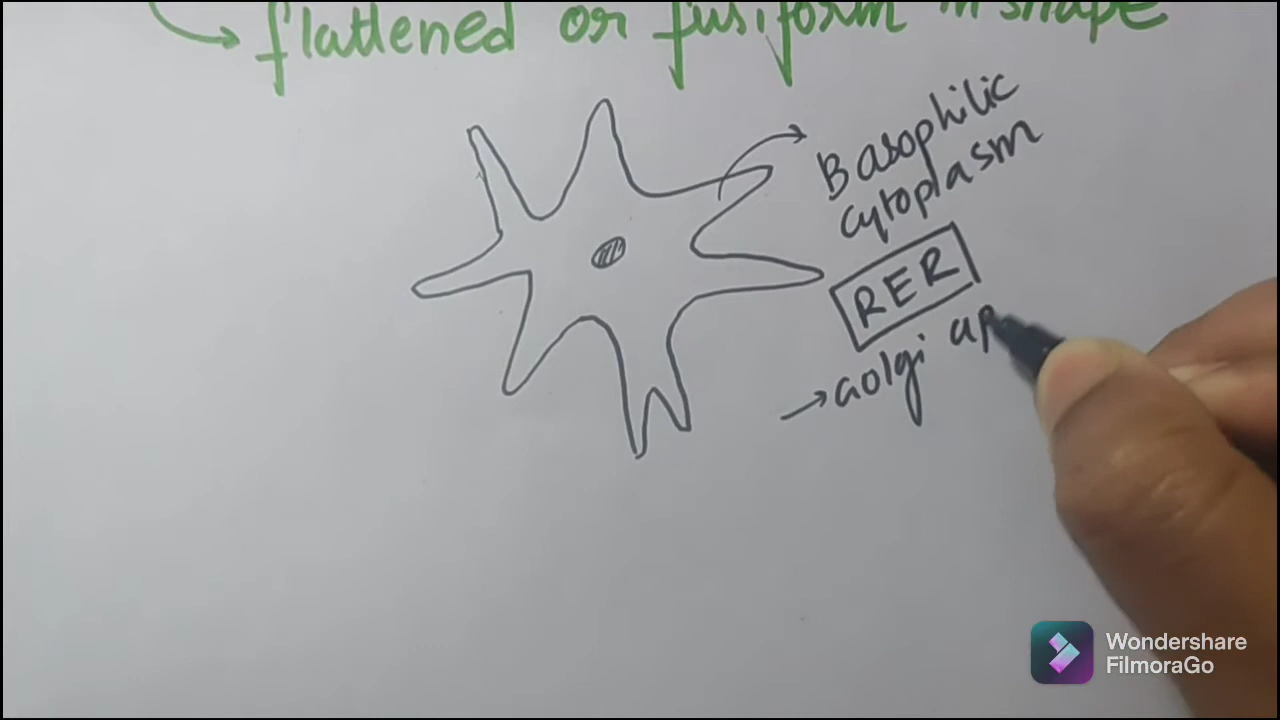 flattened or fusiform in shape
Basophilic
cytoplasm
RER
→ Golgi ap
Wondershare
FilmoraGo